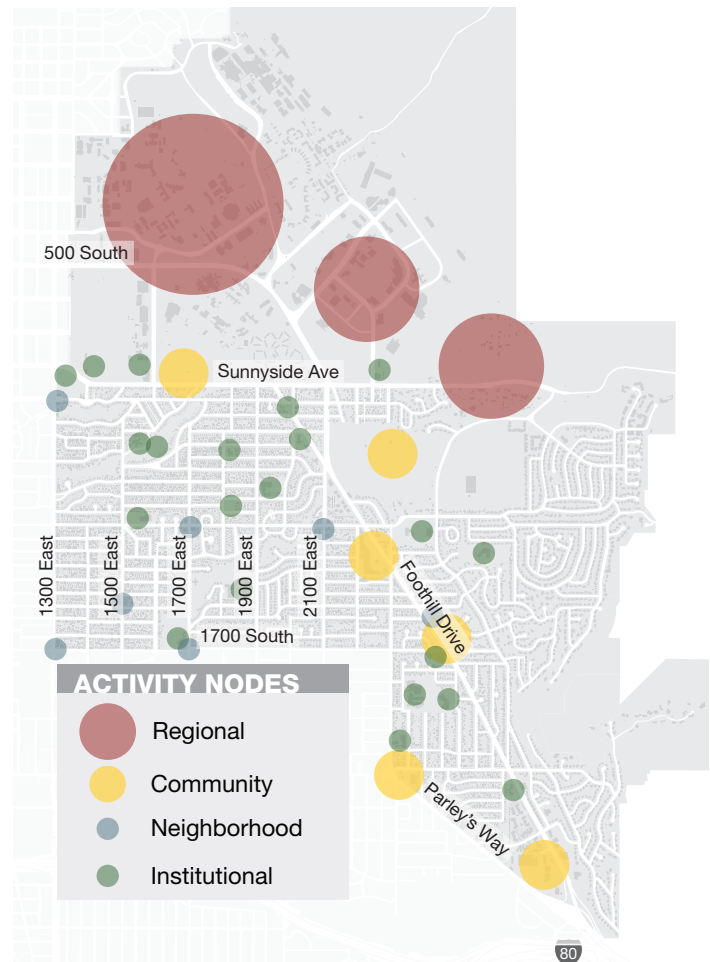 500 South
Sunnyside Ave
1300 East
1500 East
1700 East
1900 East
2100 East
Foothill Drive
1700 South
ACTIVITY NODES
Regional
Community
Neighborhood
Institutional
Parley's Way
80